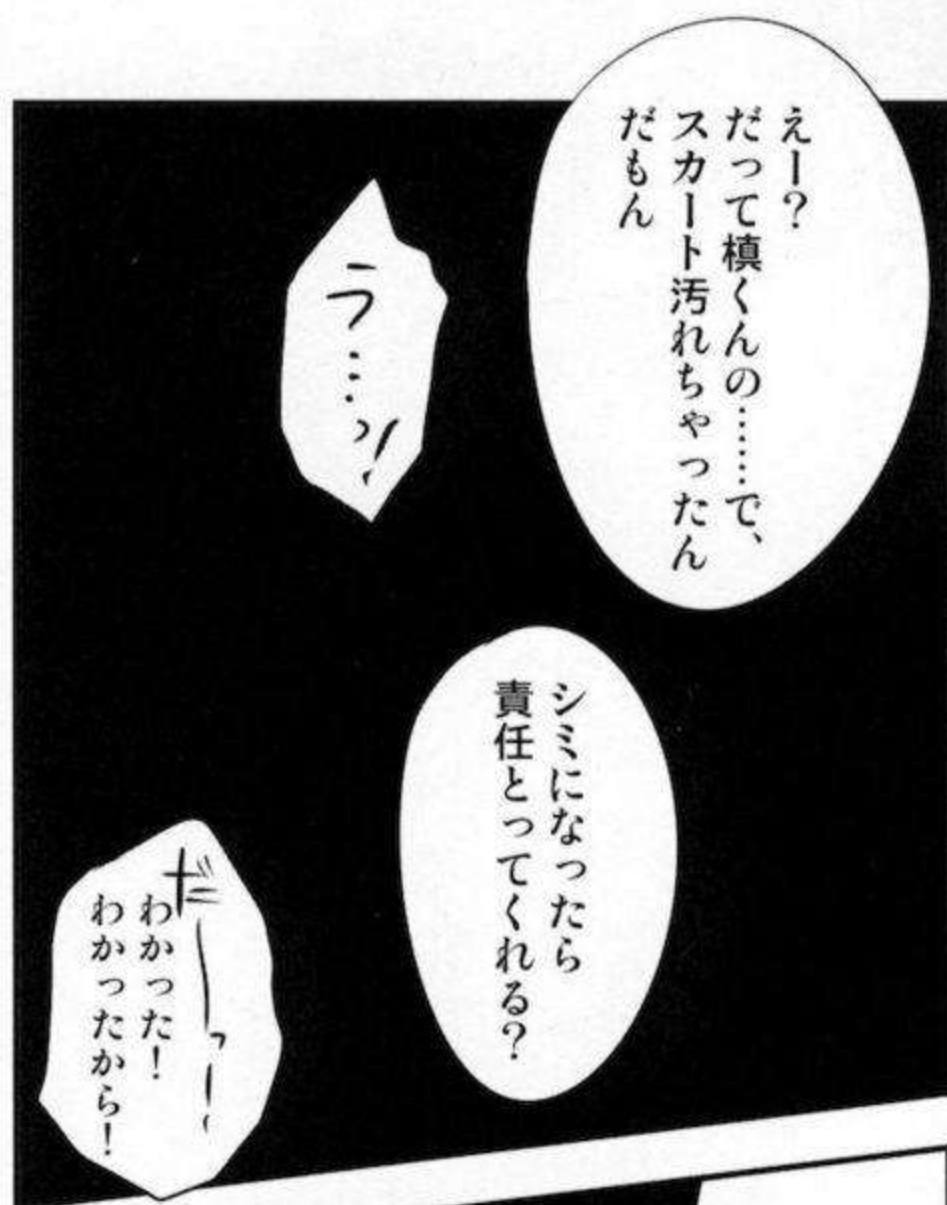 えー?
だって槙くんの……で、
スカート汚れちゃったん
だもん
う…っ!
シミになったら
責任とってくれる?
だーっ!
わかった!
わかったから!